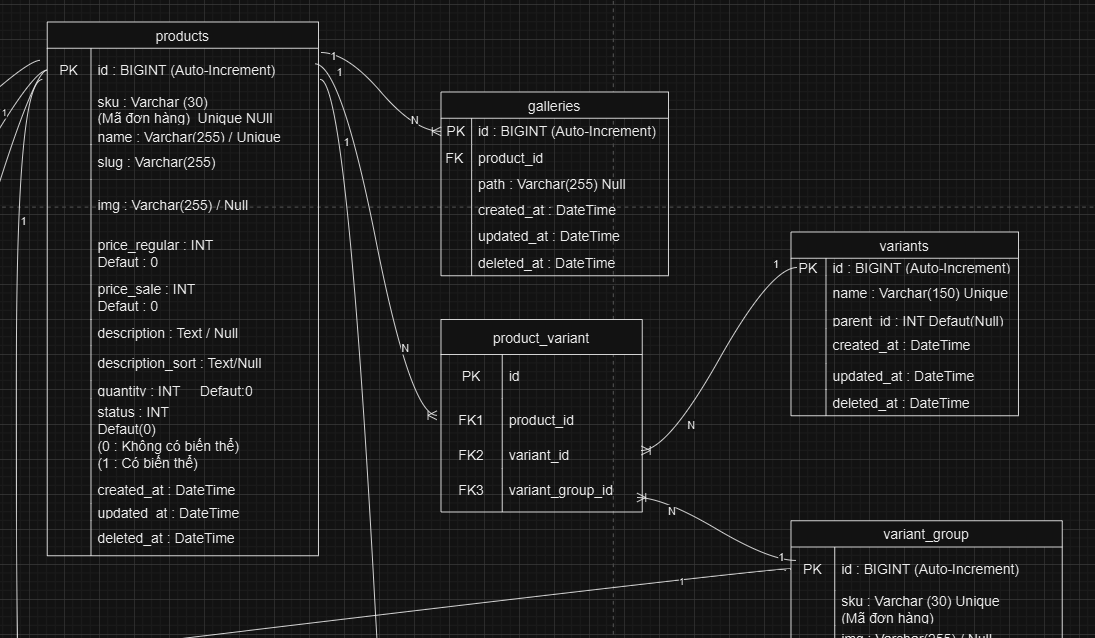 products
PK
id : BIGINT (Auto-Increment)
sku : Varchar (30)
(Mã đơn hàng) Unique NUll
name : Varchar(255) / Unique
slug : Varchar(255)
img : Varchar(255) / Null
price_regular : INT
Defaut : 0
price_sale : INT
Defaut : 0
description : Text / Null
description_sort : Text/Null
quantity : INT Defaut:0
status : INT
Defaut(0)
(0 : Không có biến thể)
(1 : Có biến thể)
created_at : DateTime
updated_at : DateTime
deleted_at : DateTime
1
1
1
1
1
N
N
galleries
PK
id : BIGINT (Auto-Increment)
FK
product_id
path : Varchar(255) Null
created_at : DateTime
updated_at : DateTime
deleted_at : DateTime
product_variant
PK
id
FK1
product_id
FK2
variant_id
FK3
variant_group_id
1
N
variants
PK
id : BIGINT (Auto-Increment)
name : Varchar(150) Unique
parent_id : INT Defaut(Null)
created_at : DateTime
updated_at : DateTime
deleted_at : DateTime
N
1
1
variant_group
PK
id : BIGINT (Auto-Increment)
sku : Varchar (30) Unique
(Mã đơn hàng)
img : Varchar(255) / Null